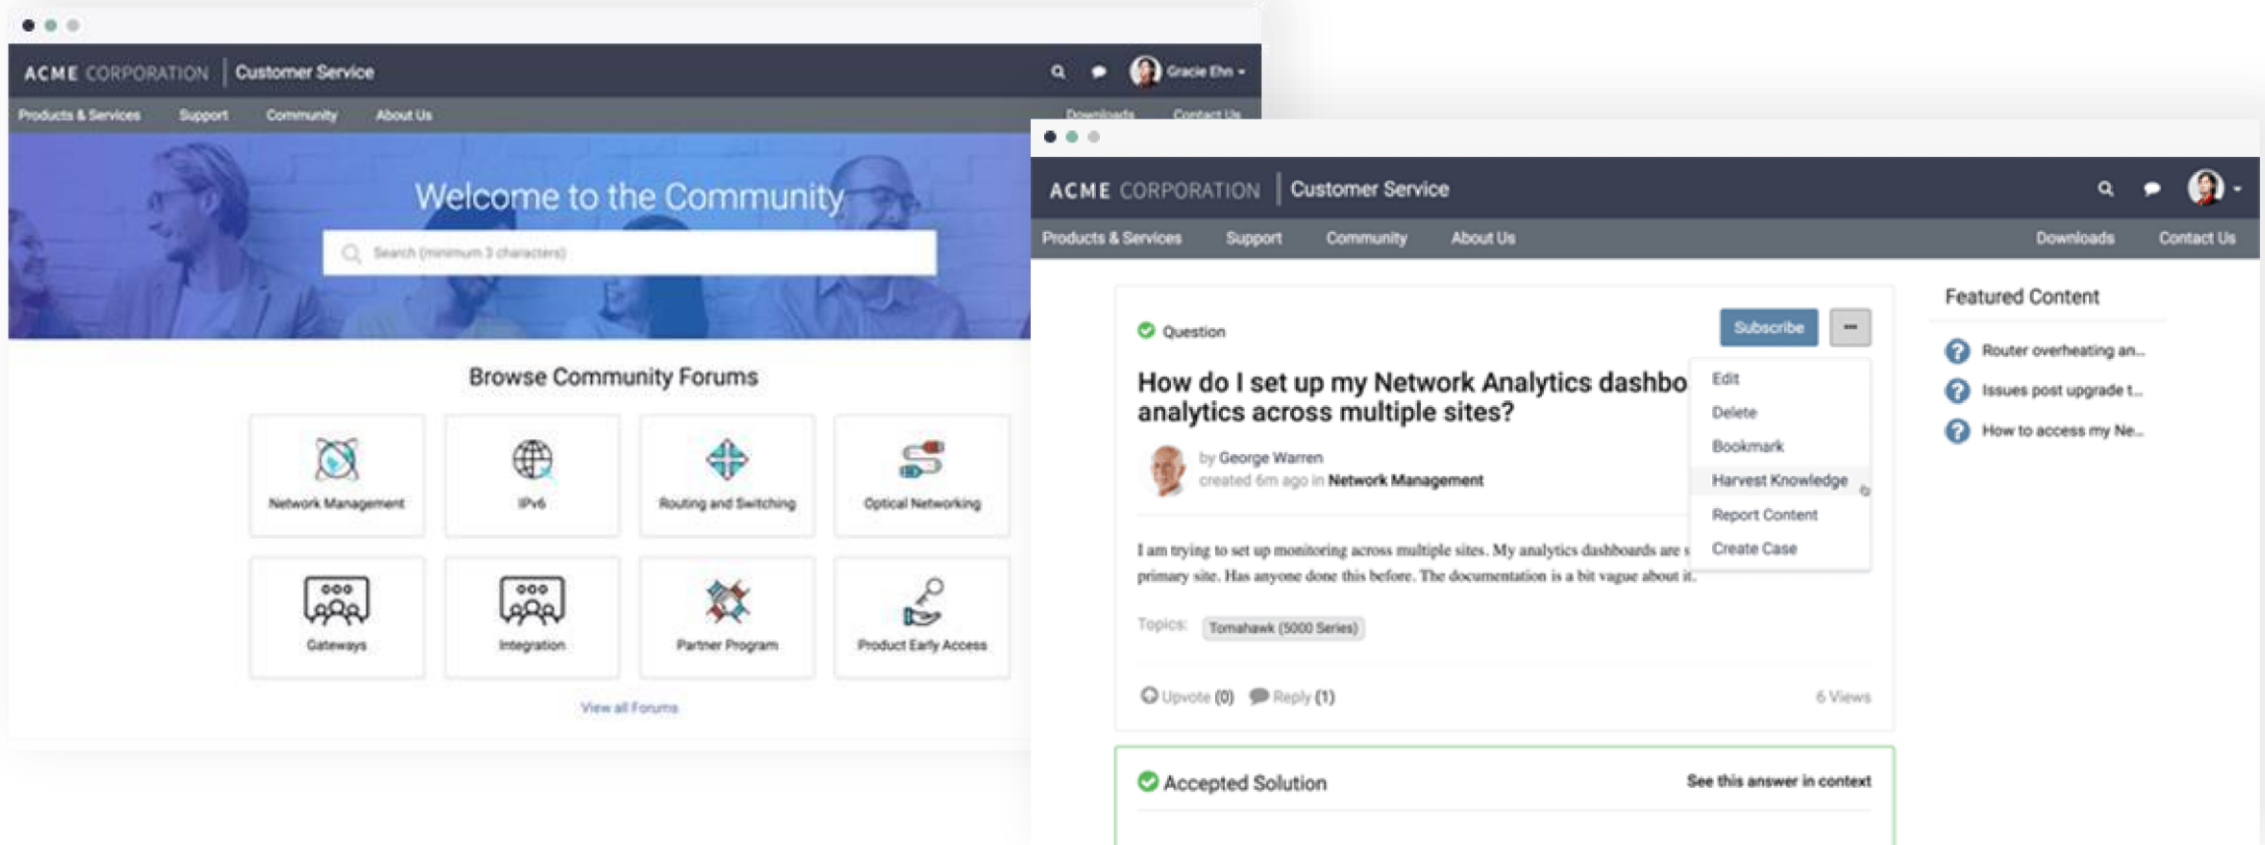 ACME CORPORATION Customer Service
Gracie Ehn
Products & Services Support Community About Us Downloads Contact Us
Welcome to the Community
Search (minimum 3 characters)
Browse Community Forums
Network Management IPv6 Routing and Switching Optical Networking
Gateways Integration Partner Program Product Early Access
View all Forums
ACME CORPORATION Customer Service
Products & Services Support Community About Us Downloads Contact Us
Question
Subscribe
How do I set up my Network Analytics dashbo
analytics across multiple sites?
by George Warren
created 6m ago in Network Management
Edit
Delete
Bookmark
Harvest Knowledge
Report Content
Create Case
I am trying to set up monitoring across multiple sites. My analytics dashboards are s
primary site. Has anyone done this before. The documentation is a bit vague about it.
Topics: Tomahawk (5000 Series)
Upvote (0) Reply (1) 6 Views
Accepted Solution See this answer in context
Featured Content
Router overheating an...
Issues post upgrade t...
How to access my Ne...